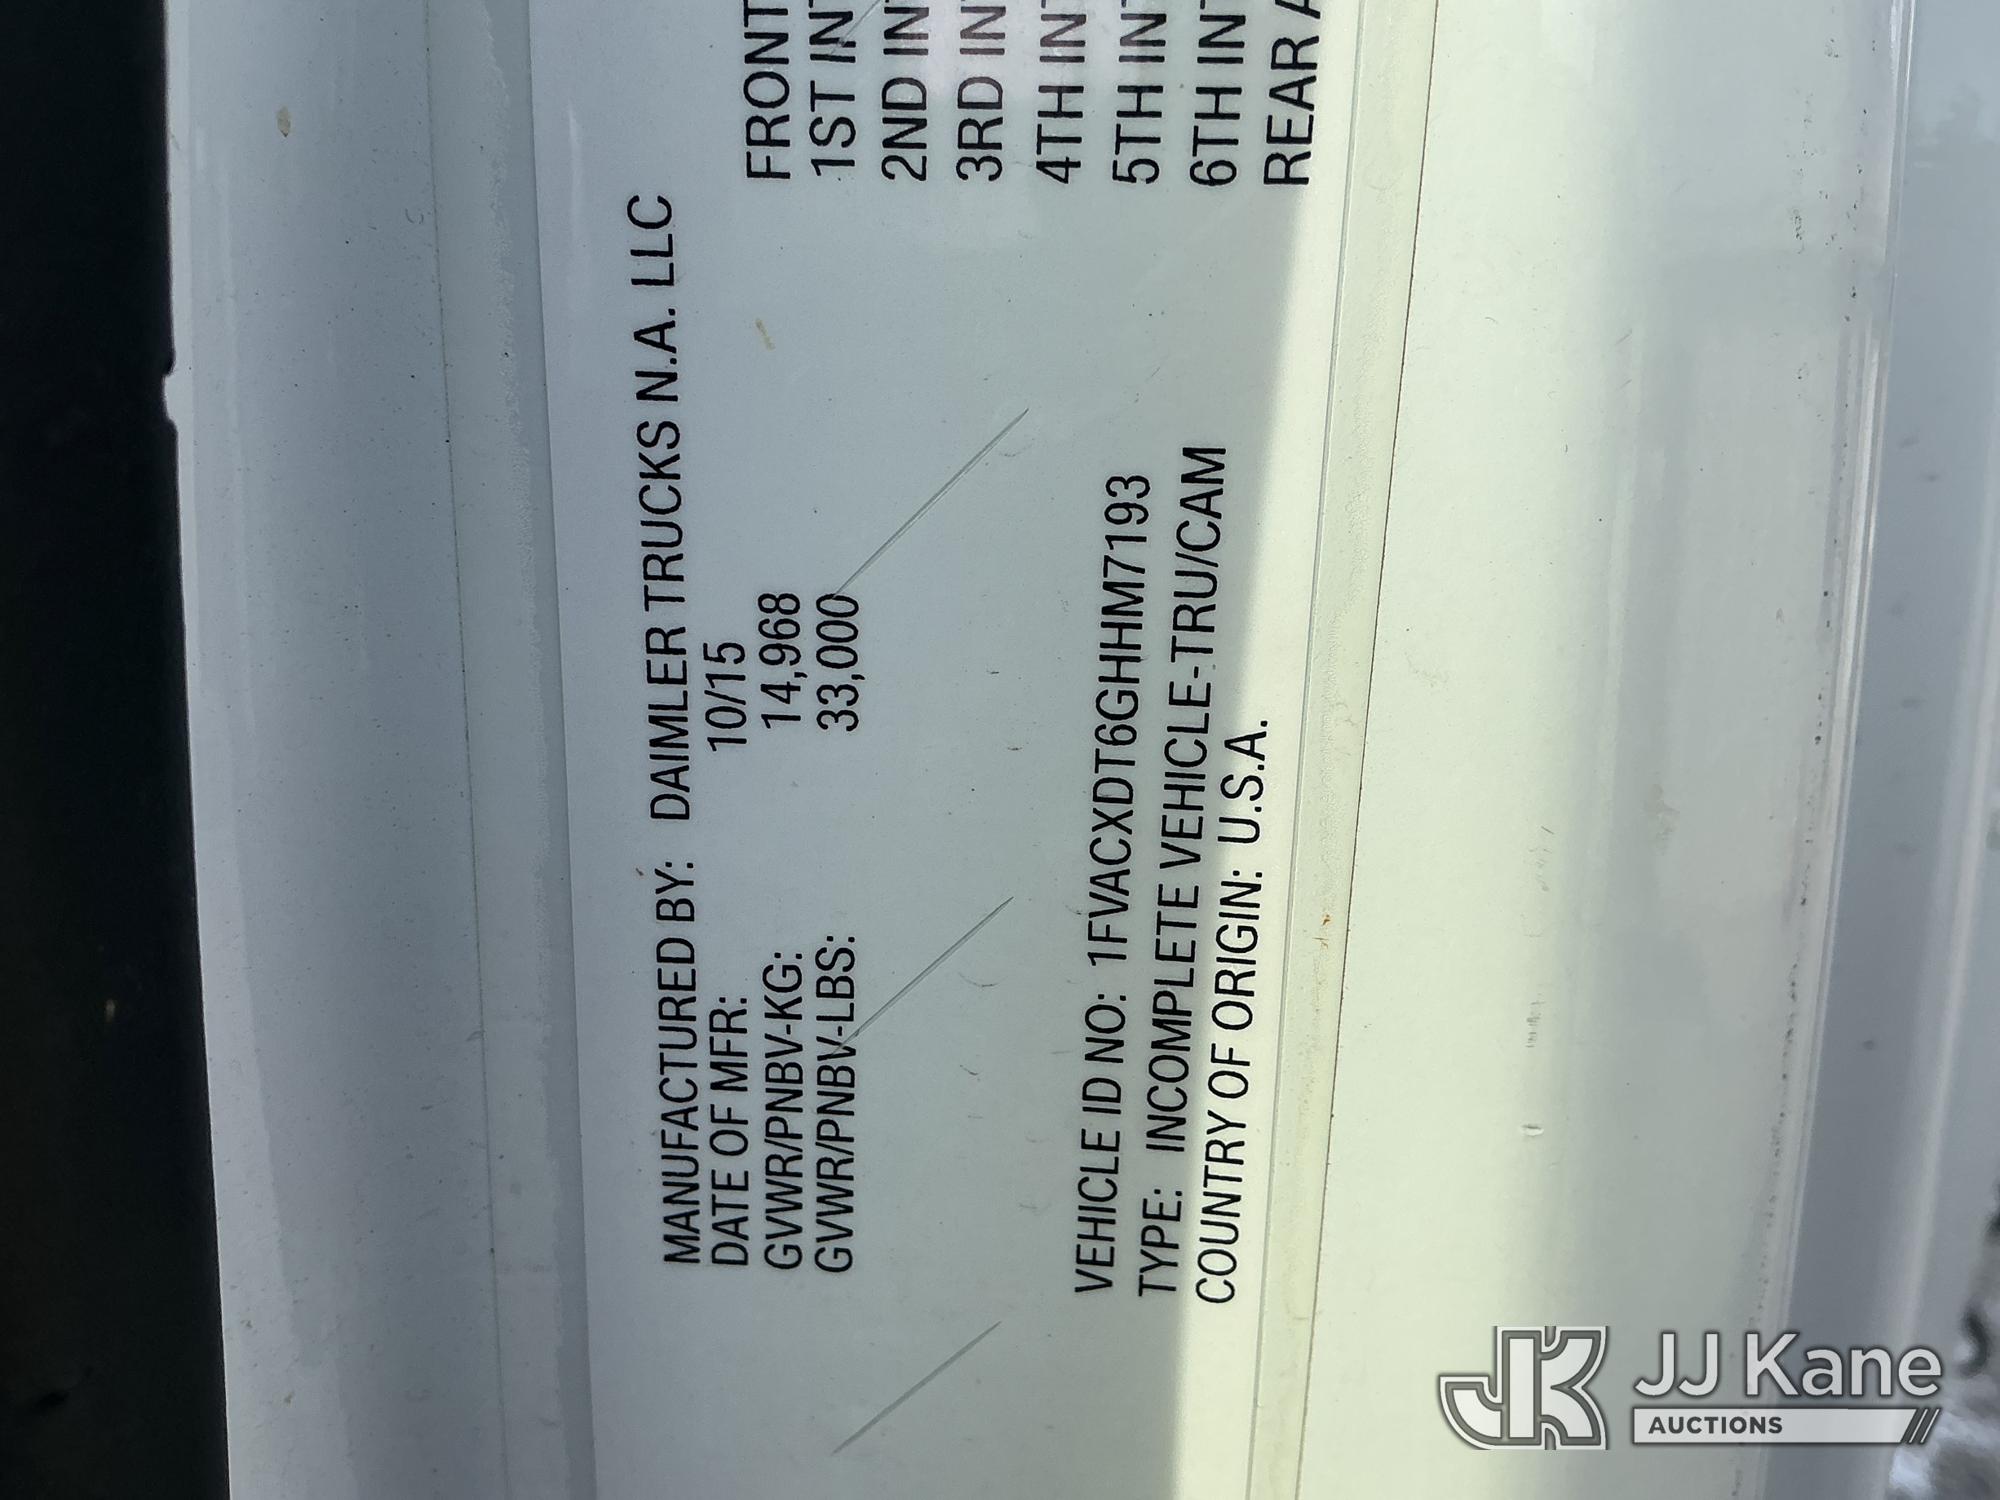 MANUFACTURED BY: DAIMLER TRUCKS N.A. LLC
DATE OF MFR: 10/15
GVWR/PNBV-KG: 14,968
GVWR/PNBV-LBS: 33,000
VEHICLE ID NO: 1FVACXDT6GHHM7193
TYPE: INCOMPLETE VEHICLE-TRU/CAM
COUNTRY OF ORIGIN: U.S.A.
FRONT
1ST INT
2ND INT
3RD INT
4TH INT
5TH INT
6TH INT
REAR A
JK JJ Kane
AUCTIONS